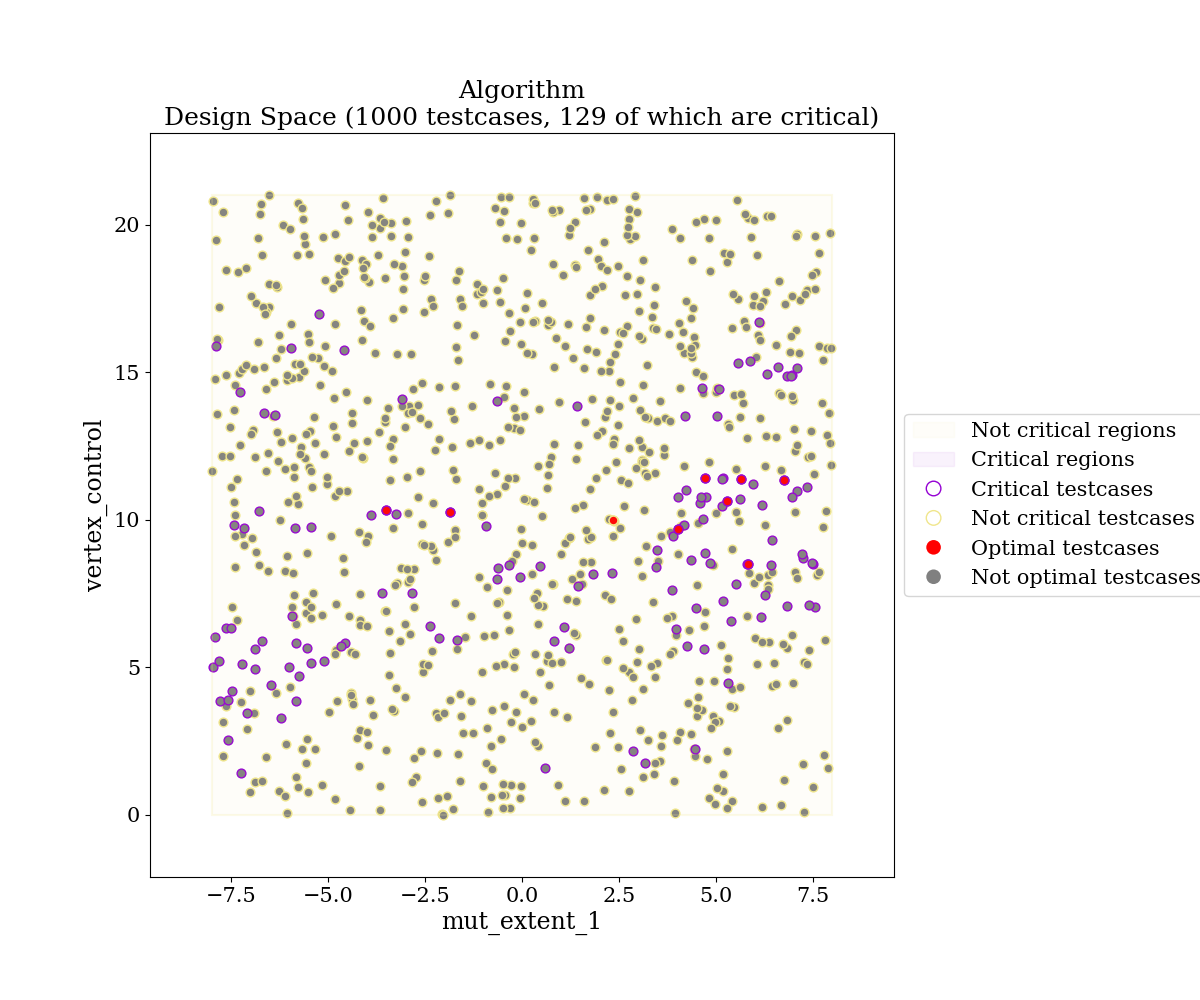 Algorithm
Design Space (1000 testcases, 129 of which are critical)
20
15
10
5
0
vertex_control
−7.5
−5.0
−2.5
0.0
2.5
5.0
7.5
mut_extent_1
Not critical regions
Critical regions
Critical testcases
Not critical testcases
Optimal testcases
Not optimal testcases